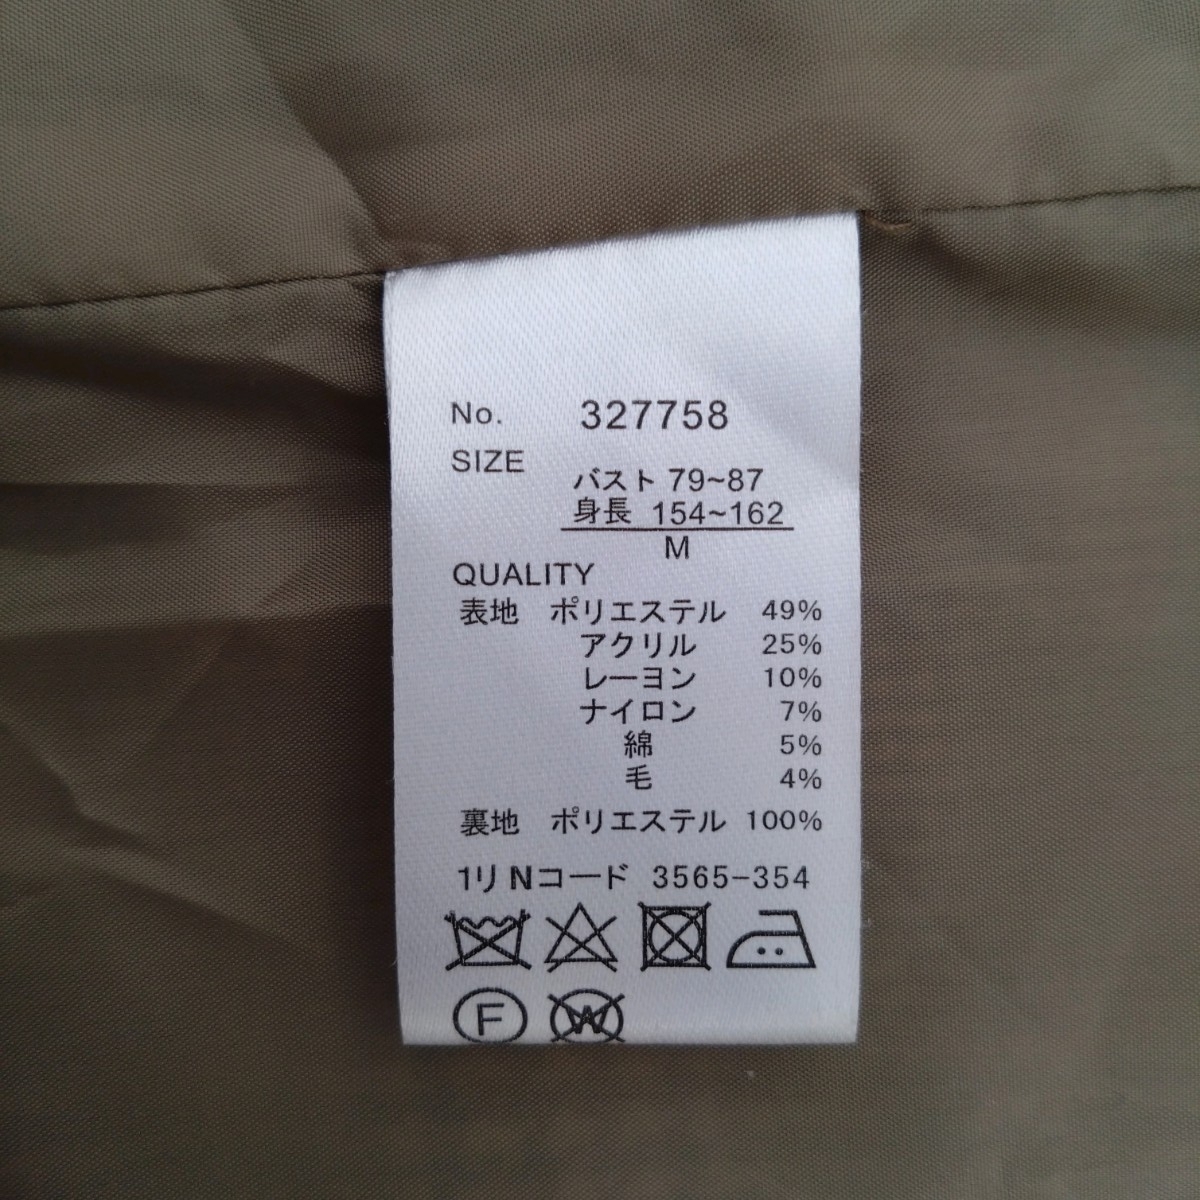 No. 327758
SIZE
バスト 79~87
身長 154~162
M
QUALITY
表地 ポリエステル 49%
アクリル 25%
レーヨン 10%
ナイロン 7%
綿 5%
毛 4%
裏地 ポリエステル 100%
1リNコード 3565-354
F W